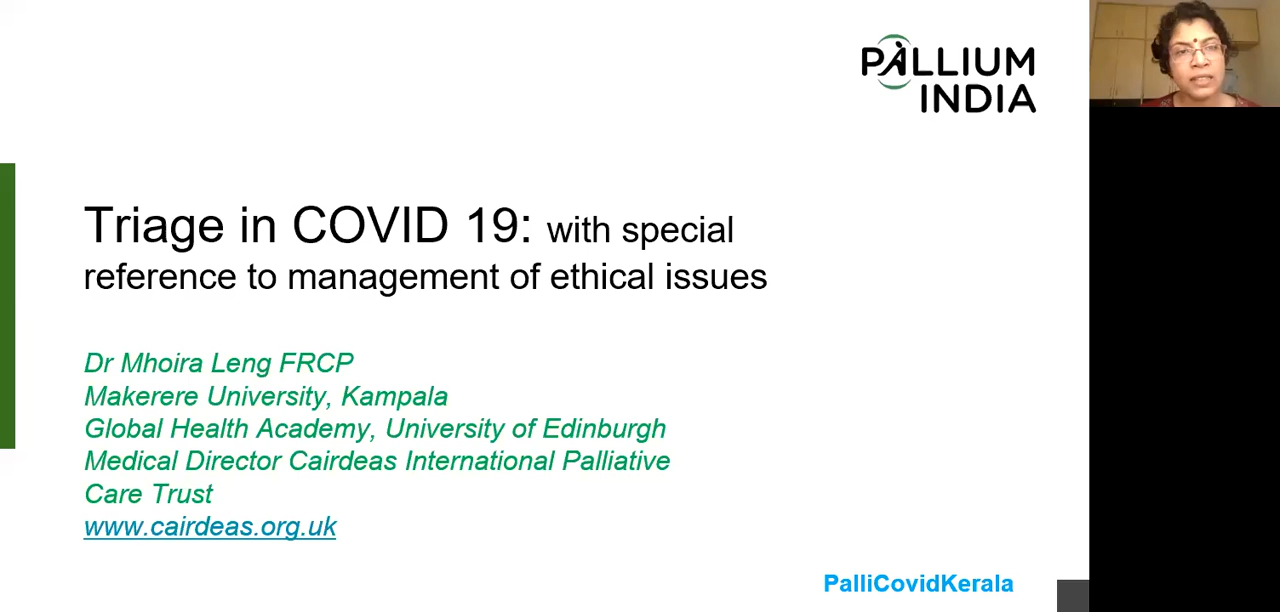 PALLIUM
INDIA
Triage in COVID 19: with special
reference to management of ethical issues
Dr Mhoira Leng FRCP
Makerere University, Kampala
Global Health Academy, University of Edinburgh
Medical Director Cairdeas International Palliative
Care Trust
www.cairdeas.org.uk
PalliCovidKerala